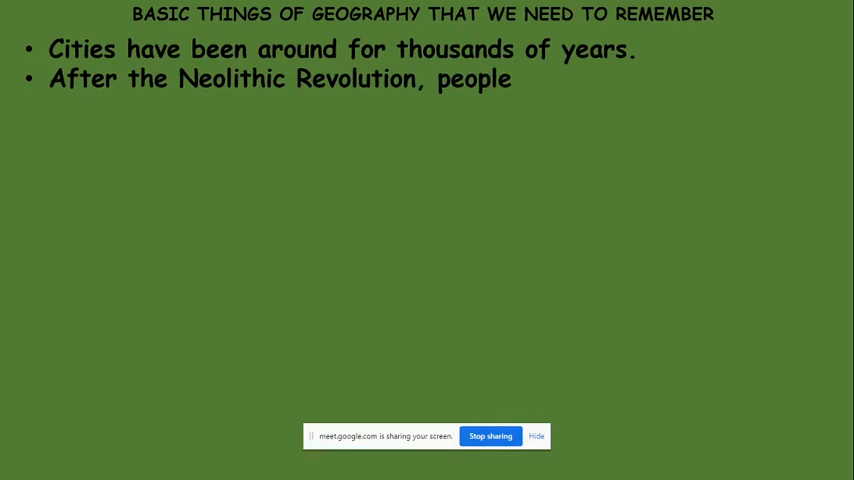 BASIC THINGS OF GEOGRAPHY THAT WE NEED TO REMEMBER
• Cities have been around for thousands of years.
• After the Neolithic Revolution, people
meet.google.com is sharing your screen. Stop sharing Hide